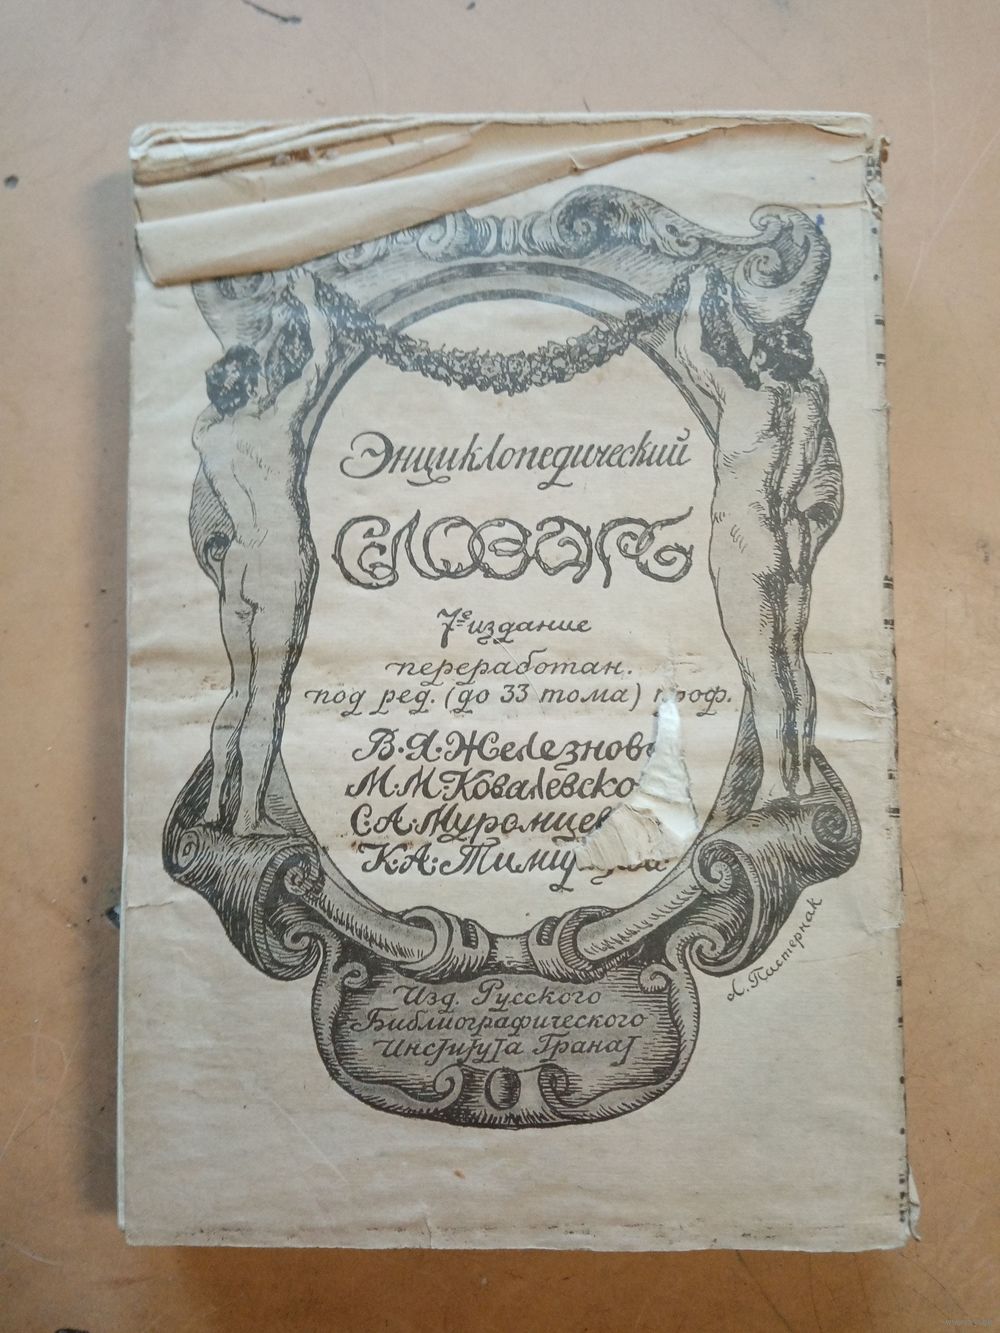 Энциклопедический
Словарь
7-е издание
переработан.
под ред. (до 33 тома) проф.
В. Я. Железнов
М. М. Ковалевско
С. А. Муромцев
К. А.
Изд. Русского
Библиографического
Института Гранат
Л. Пастернак